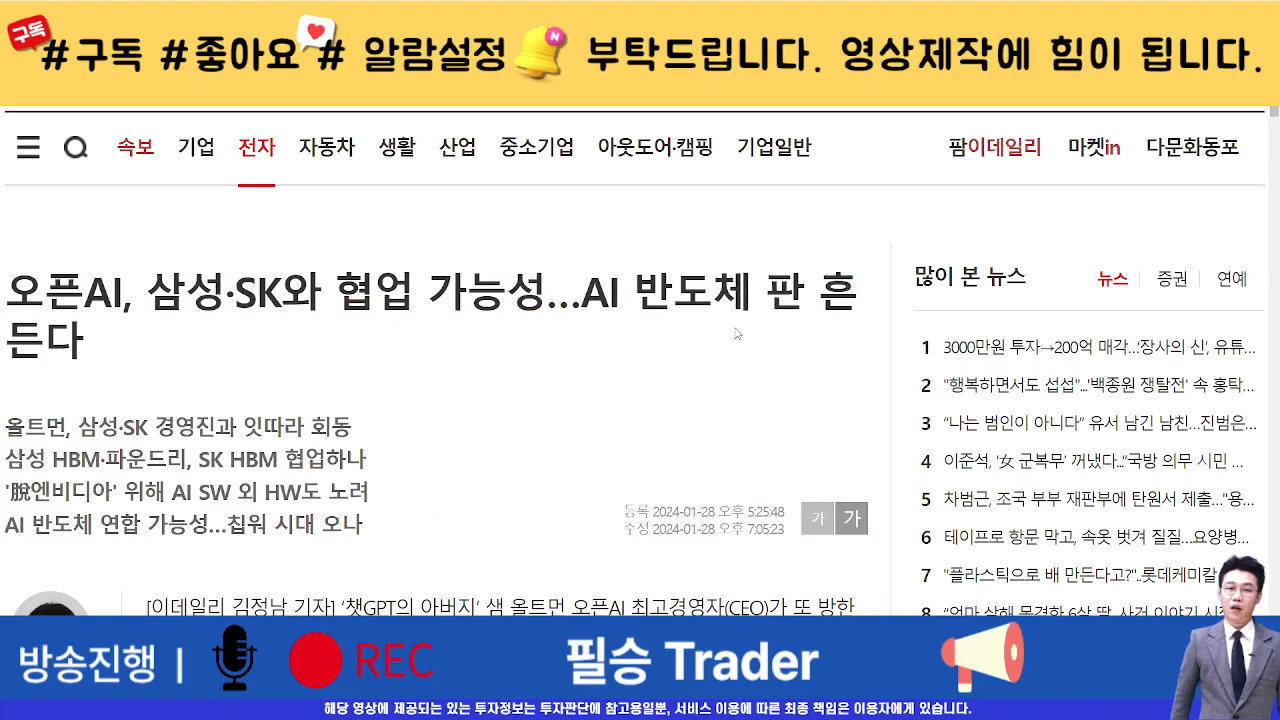 구독
#구독 #좋아요 # 알람설정 N 부탁드립니다. 영상제작에 힘이 됩니다.
속보 기업 전자 자동차 생활 산업 중소기업 아웃도어·캠핑 기업일반 팜이데일리 마켓in 다문화동포
오픈AI, 삼성·SK와 협업 가능성…AI 반도체 판 흔
든다
올트먼, 삼성·SK 경영진과 잇따라 회동
삼성 HBM·파운드리, SK HBM 협업하나
'脫엔비디아' 위해 AI SW 외 HW도 노려
AI 반도체 연합 가능성…칩워 시대 오나
등록 2024-01-28 오후 5:25:48
수정 2024-01-28 오후 7:05:23
가 가
[이데일리 김정남 기자] ‘챗GPT의 아버지’ 샘 올트먼 오픈AI 최고경영자(CEO)가 또 방한
많이 본 뉴스 뉴스 증권 연예
1 3000만원 투자→200억 매각…‘장사의 신’, 유튜...
2 "행복하면서도 섭섭"...'백종원 쟁탈전' 속 홍탁...
3 “나는 범인이 아니다” 유서 남긴 남친…진범은...
4 이준석, ‘女 군복무’ 꺼냈다...“국방 의무 시민 ...
5 차범근, 조국 부부 재판부에 탄원서 제출…"용...
6 테이프로 항문 막고, 속옷 벗겨 질질…요양병...
7 "플라스틱으로 배 만든다고?"..롯데케미칼
8
방송진행 | REC 필승 Trader
해당 영상에 제공되는 있는 투자정보는 투자판단에 참고용일뿐, 서비스 이용에 따른 최종 책임은 이용자에게 있습니다.